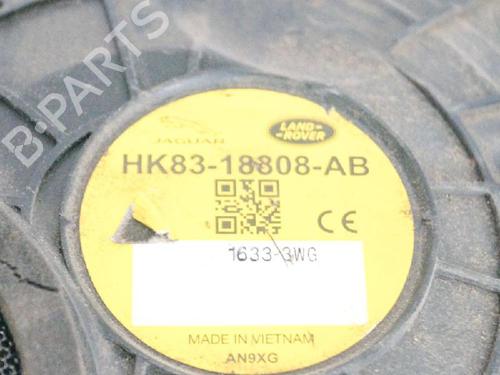 B-PARTS
JAGUAR
LAND-
ROVER
HK83-18808-AB
CE
1633-3WG
MADE IN VIETNAM
AN9XG